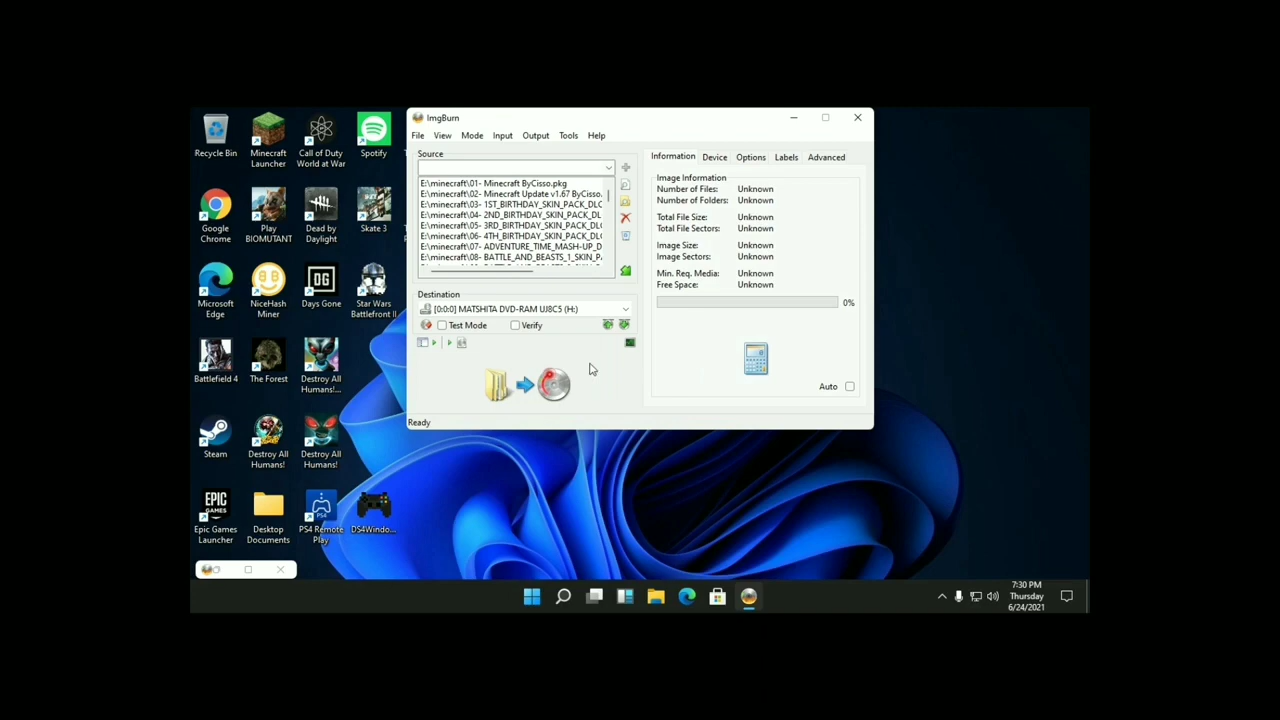 ImgBurn
File View Mode Input Output Tools Help
Source
E:\minecraft\01- Minecraft ByCisso.pkg
E:\minecraft\02- Minecraft Update v1.67 ByCisso.
E:\minecraft\03- 1ST_BIRTHDAY_SKIN_PACK_DLC
E:\minecraft\04- 2ND_BIRTHDAY_SKIN_PACK_DL
E:\minecraft\05- 3RD_BIRTHDAY_SKIN_PACK_DLC
E:\minecraft\06- 4TH_BIRTHDAY_SKIN_PACK_DLC
E:\minecraft\07- ADVENTURE_TIME_MASH-UP_D
E:\minecraft\08- BATTLE_AND_BEASTS_1_SKIN_P
Destination
[0:0:0] MATSHITA DVD-RAM UJ8C5 (H:)
Test Mode Verify
Ready
Information Device Options Labels Advanced
Image Information
Number of Files: Unknown
Number of Folders: Unknown
Total File Size: Unknown
Total File Sectors: Unknown
Image Size: Unknown
Image Sectors: Unknown
Min. Req. Media: Unknown
Free Space: Unknown
0%
Auto
Recycle Bin
Minecraft Launcher
Call of Duty World at War
Spotify
Google Chrome
Play BIOMUTANT
Dead by Daylight
Skate 3
Microsoft Edge
NiceHash Miner
Days Gone
Star Wars Battlefront II
Battlefield 4
The Forest
Destroy All Humans!...
Steam
Destroy All Humans!
Destroy All Humans!
EPIC GAMES
Epic Games Launcher
Desktop Documents
PS4 Remote Play
DS4Windo...
7:30 PM
Thursday
6/24/2021